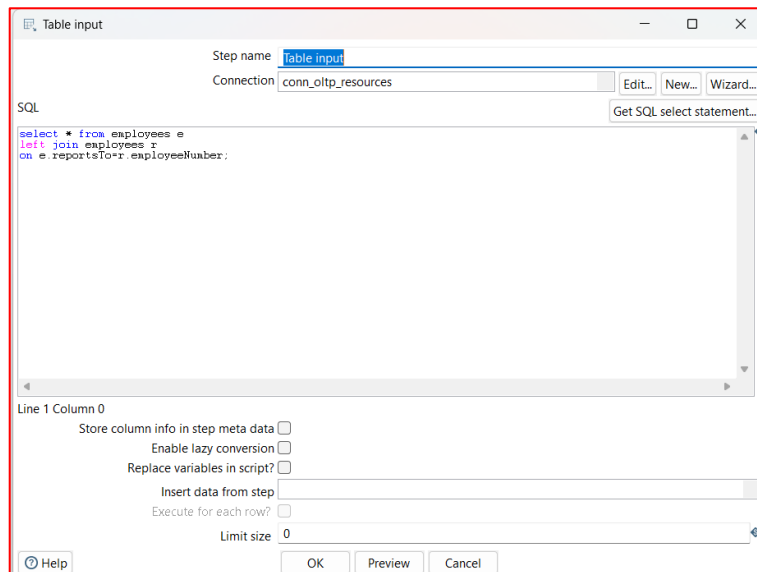 Table input
Step name Table input
Connection conn_oltp_resources Edit... New... Wizard...
SQL Get SQL select statement...
select * from employees e
left join employees r
on e.reportsTo=r.employeeNumber;
Line 1 Column 0
Store column info in step meta data
Enable lazy conversion
Replace variables in script?
Insert data from step
Execute for each row?
Limit size 0
Help OK Preview Cancel